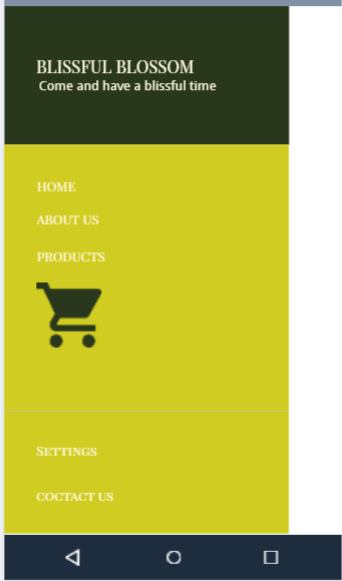 BLISSFUL BLOSSOM
Come and have a blissful time
HOME
ABOUT US
PRODUCTS
SETTINGS
COCTACT US